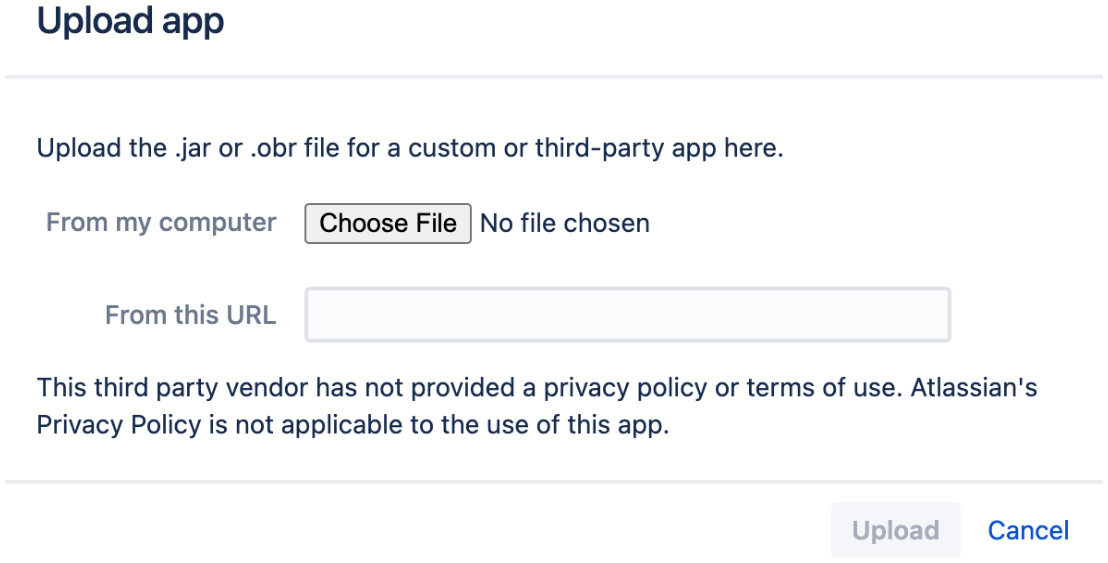 Upload app
Upload the .jar or .obr file for a custom or third-party app here.
From my computer Choose File No file chosen
From this URL
This third party vendor has not provided a privacy policy or terms of use. Atlassian's
Privacy Policy is not applicable to the use of this app.
Upload Cancel